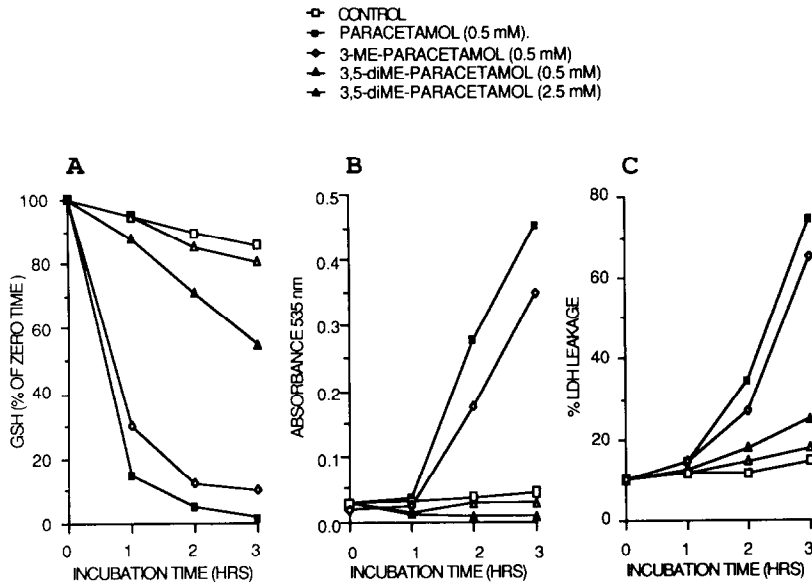 CONTROL
PARACETAMOL (0.5 mM).
3-ME-PARACETAMOL (0.5 mM)
3,5-diME-PARACETAMOL (0.5 mM)
3,5-diME-PARACETAMOL (2.5 mM)
A
GSH (% OF ZERO TIME )
100
80
60
40
20
0
0 1 2 3
INCUBATION TIME (HRS)
B
ABSORBANCE 535 nm
0.5
0.4
0.3
0.2
0.1
0.0
0 1 2 3
INCUBATION TIME (HRS)
C
% LDH LEAKAGE
80
60
40
20
0
0 1 2 3
INCUBATION TIME (HRS)